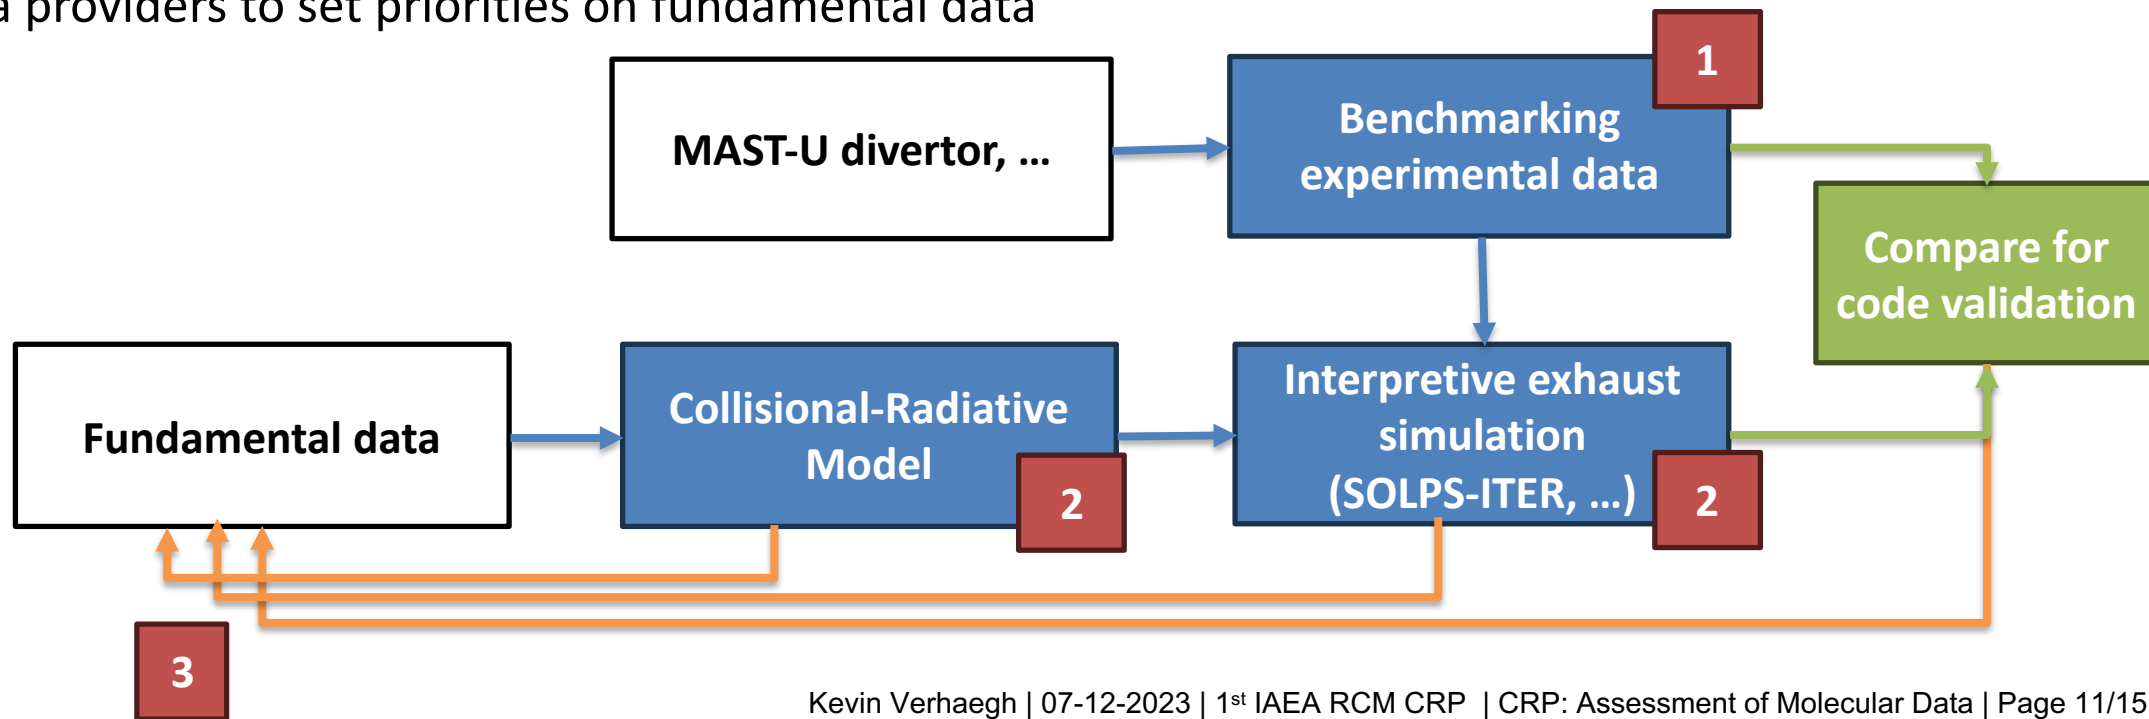 a providers to set priorities on fundamental data
1
MAST-U divertor, ...
Benchmarking
experimental data
Compare for
code validation
Fundamental data
Collisional-Radiative
Model
2
Interpretive exhaust
simulation
(SOLPS-ITER, ...)
2
3
Kevin Verhaegh | 07-12-2023 | 1st IAEA RCM CRP | CRP: Assessment of Molecular Data | Page 11/15